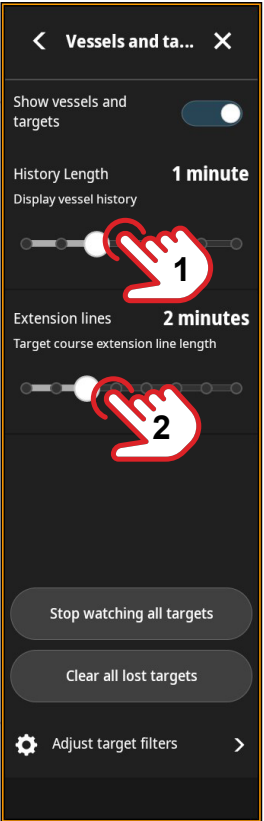 Vessels and ta...
Show vessels and
targets
History Length 1 minute
Display vessel history
1
Extension lines 2 minutes
Target course extension line length
2
Stop watching all targets
Clear all lost targets
Adjust target filters